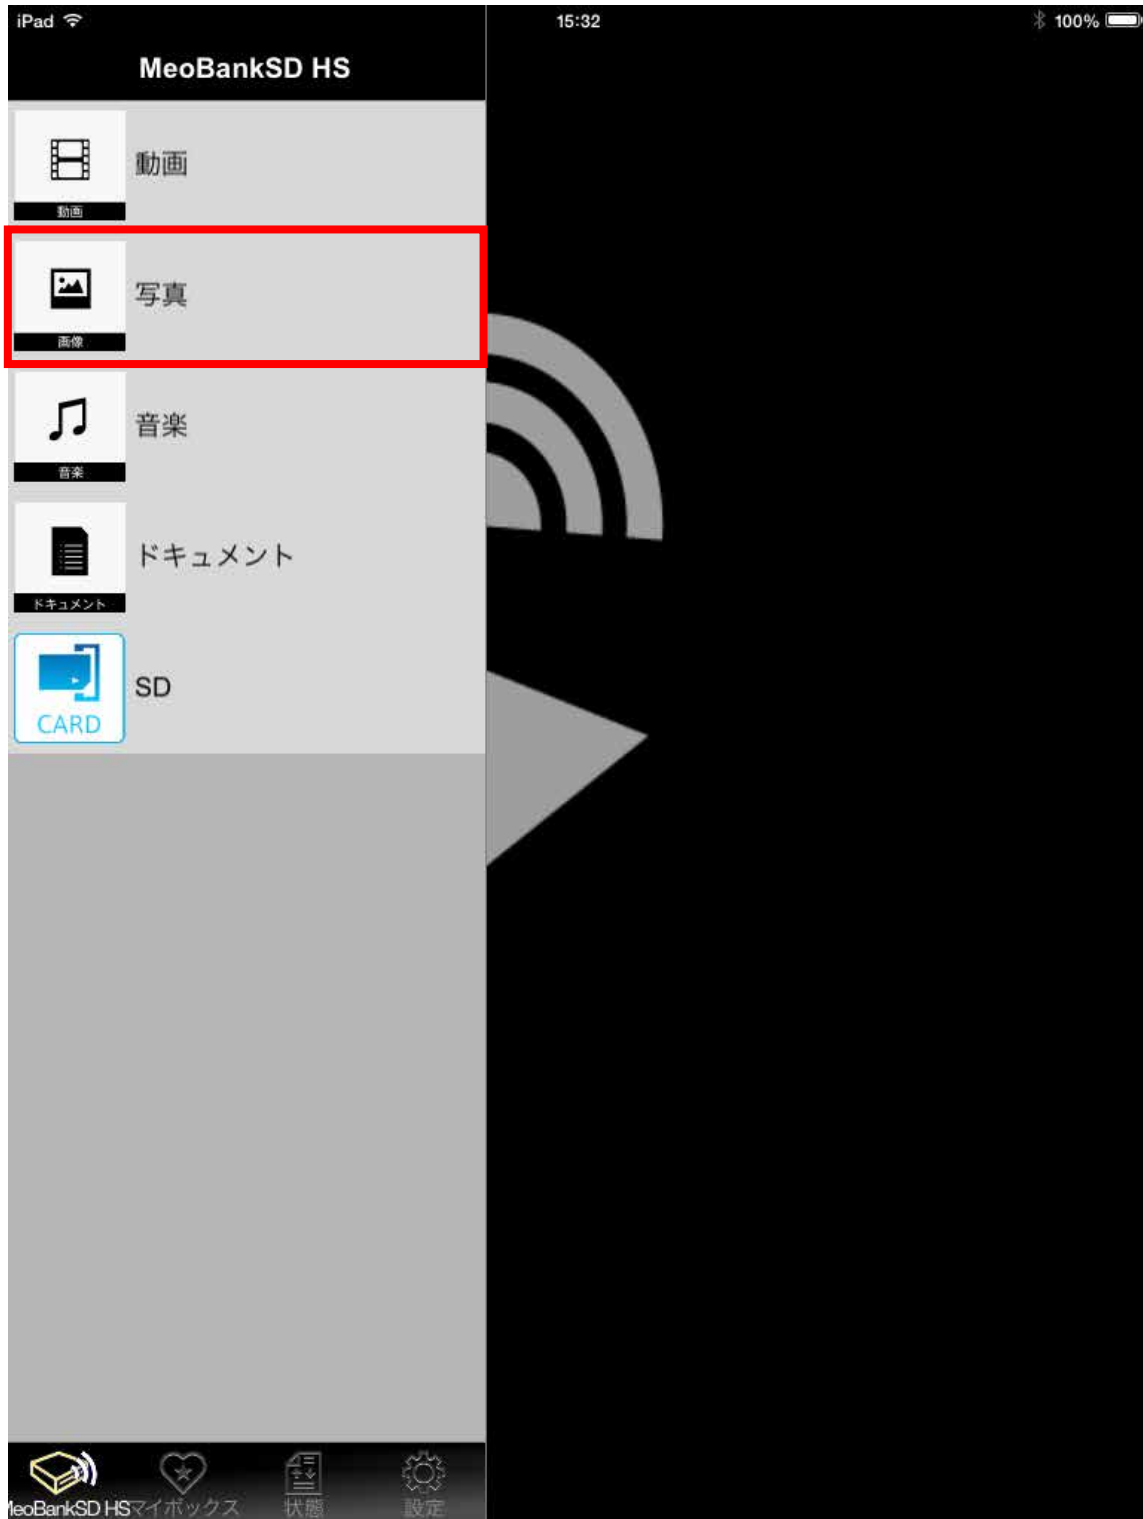 iPad 15:32 100%
MeoBankSD HS
動画
動画
写真
画像
音楽
音楽
ドキュメント
ドキュメント
SD
CARD
MeoBankSD HS マイボックス 状態 設定